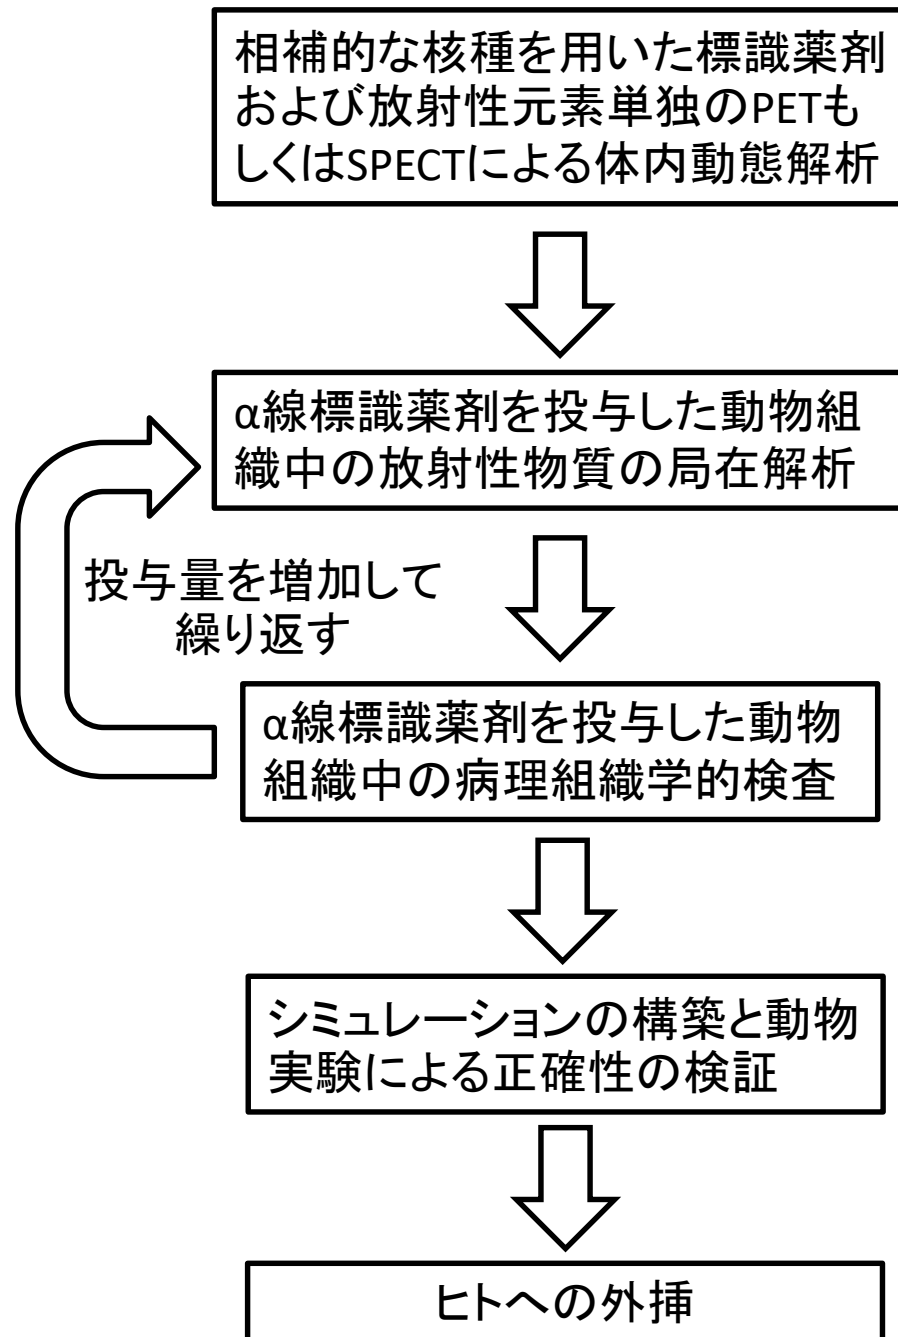 相補的な核種を用いた標識薬剤
および放射性元素単独のPETも
しくはSPECTによる体内動態解析
α線標識薬剤を投与した動物組
織中の放射性物質の局在解析
投与量を増加して
繰り返す
α線標識薬剤を投与した動物
組織中の病理組織学的検査
シミュレーションの構築と動物
実験による正確性の検証
ヒトへの外挿